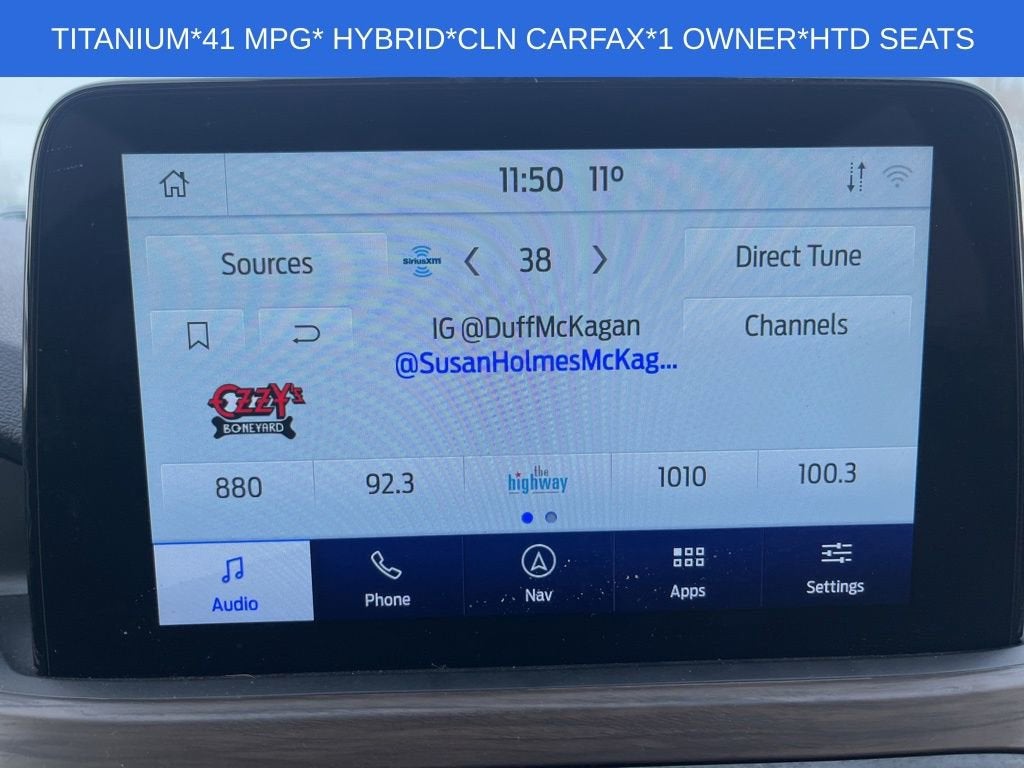 TITANIUM*41 MPG* HYBRID*CLN CARFAX*1 OWNER*HTD SEATS
11:50 11°
Sources
SiriusXM
38
Direct Tune
IG @DuffMcKagan
Channels
@SusanHolmesMcKag...
OZZY's
BONEYARD
880
92.3
the
highway
1010
100.3
Audio
Phone
Nav
Apps
Settings